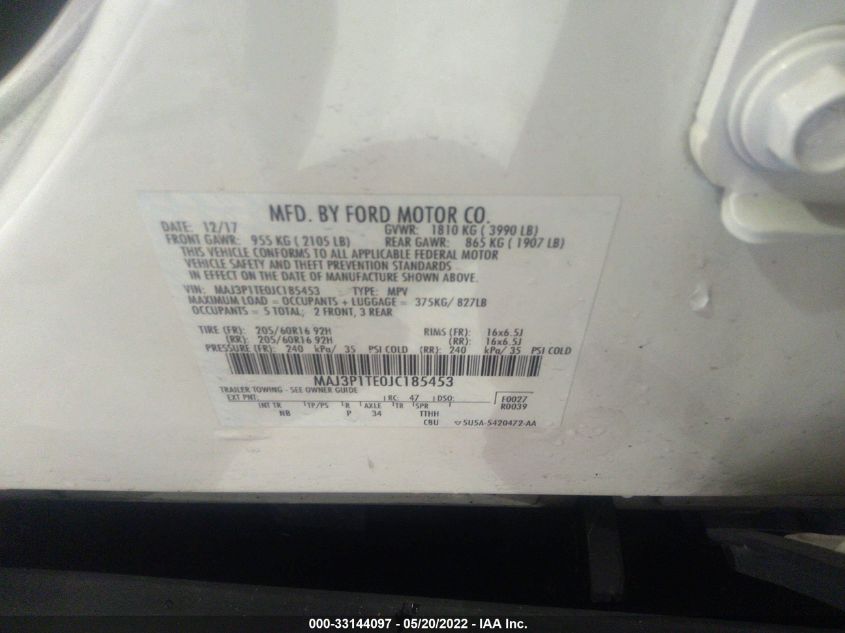 MFD. BY FORD MOTOR CO.
DATE: 12/17 GVWR: 1810 KG ( 3990 LB)
FRONT GAWR: 955 KG ( 2105 LB) REAR GAWR: 865 KG ( 1907 LB)
THIS VEHICLE CONFORMS TO ALL APPLICABLE FEDERAL MOTOR
VEHICLE SAFETY AND THEFT PREVENTION STANDARDS
IN EFFECT ON THE DATE OF MANUFACTURE SHOWN ABOVE.
VIN: MAJ3P1TE0JC185453 TYPE: MPV
MAXIMUM LOAD = OCCUPANTS + LUGGAGE = 375KG/ 827LB
OCCUPANTS = 5 TOTAL; 2 FRONT, 3 REAR
TIRE (FR): 205/60R16 92H RIMS (FR): 16x6.5J
(RR): 205/60R16 92H (RR): 16x6.5J
PRESSURE (FR): 240 kPa/ 35 PSI COLD (RR): 240 kPa/ 35 PSI COLD
MAJ3P1TE0JC185453
TRAILER TOWING - SEE OWNER GUIDE
EXT PNT: RC: 47 DSO: F0027
INT TR TP/PS R AXLE TR SPR R0039
NB P 34 TTHH
CBU 5U5A-5420472-AA
000-33144097 - 05/20/2022 - IAA Inc.